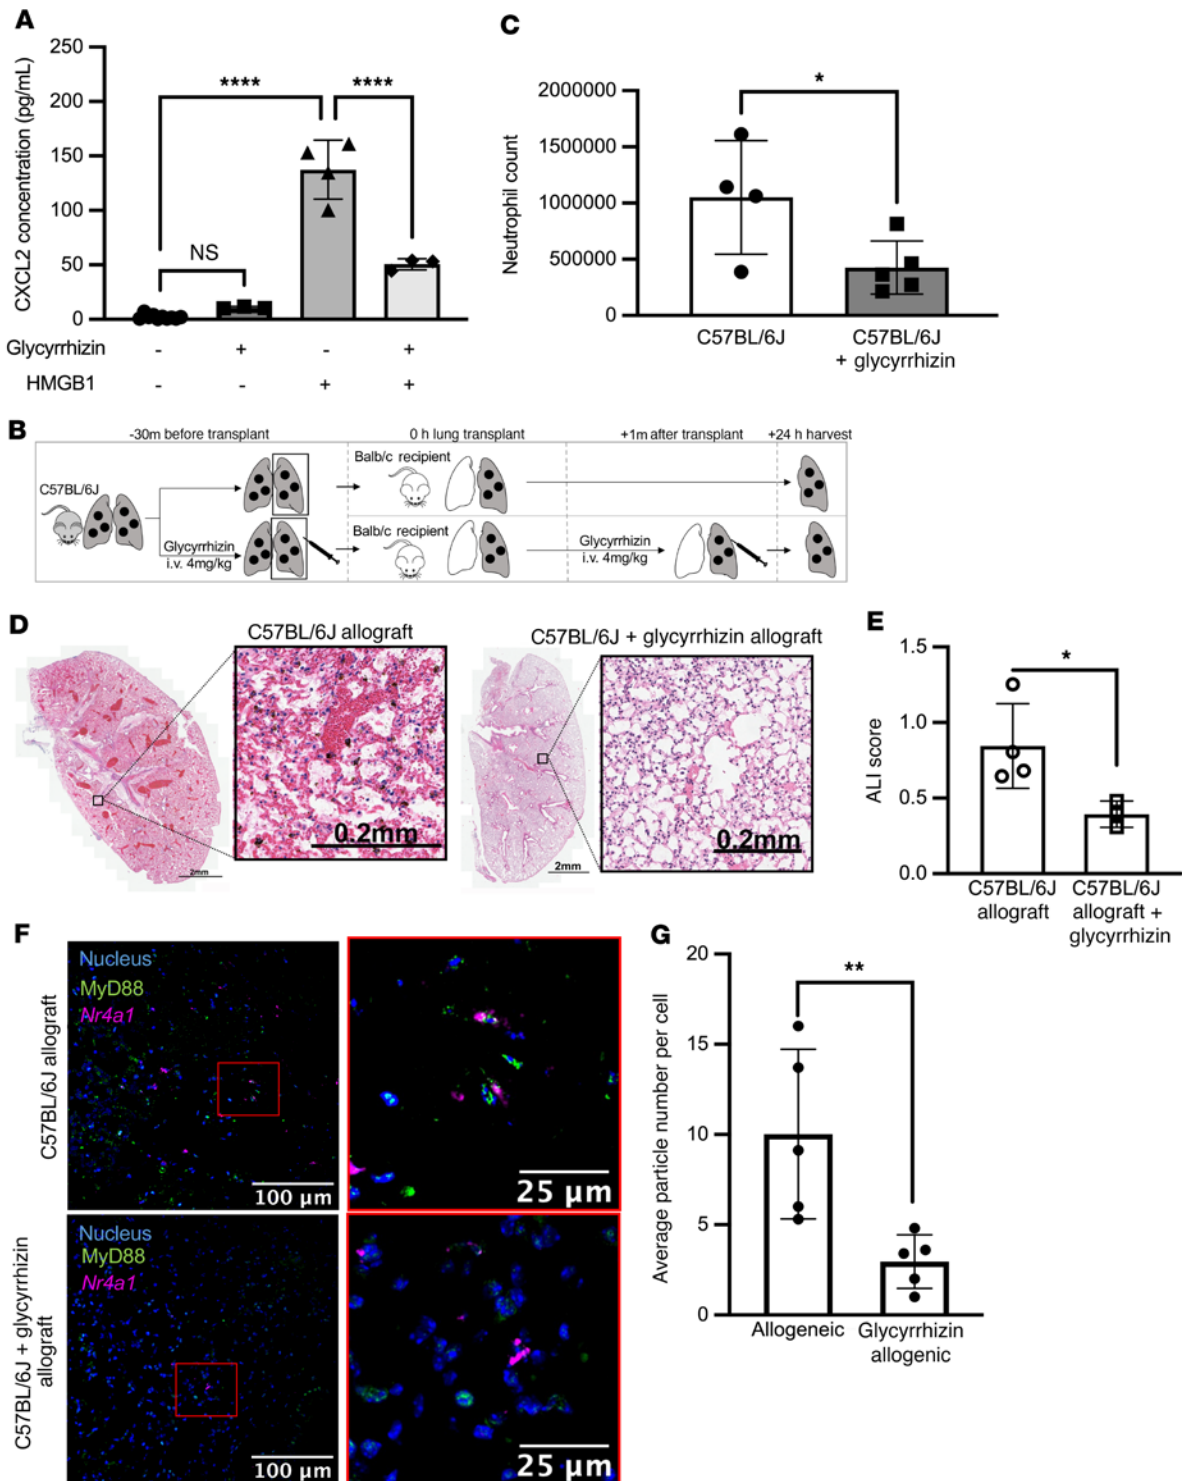 A
250
200
150
100
50
0
CXCL2 concentration (pg/mL)
****
****
NS
Glycyrrhizin - + - +
HMGB1 - - + +
C
2000000
1500000
1000000
500000
0
Neutrophil count
*
C57BL/6J
C57BL/6J
+ glycyrrhizin
B
-30m before transplant
0 h lung transplant
+1m after transplant
+24 h harvest
C57BL/6J
Balb/c recipient
Glycyrrhizin
i.v. 4mg/kg
Balb/c recipient
Glycyrrhizin
i.v. 4mg/kg
D
C57BL/6J allograft
2mm
0.2mm
C57BL/6J + glycyrrhizin allograft
2mm
0.2mm
E
1.5
1.0
0.5
0.0
ALI score
*
C57BL/6J
allograft
C57BL/6J
allograft +
glycyrrhizin
F
C57BL/6J allograft
Nucleus
MyD88
Nr4a1
100 µm
25 µm
C57BL/6J + glycyrrhizin
allograft
Nucleus
MyD88
Nr4a1
100 µm
25 µm
G
20
15
10
5
0
Average particle number per cell
**
Allogeneic
Glycyrrhizin
allogenic